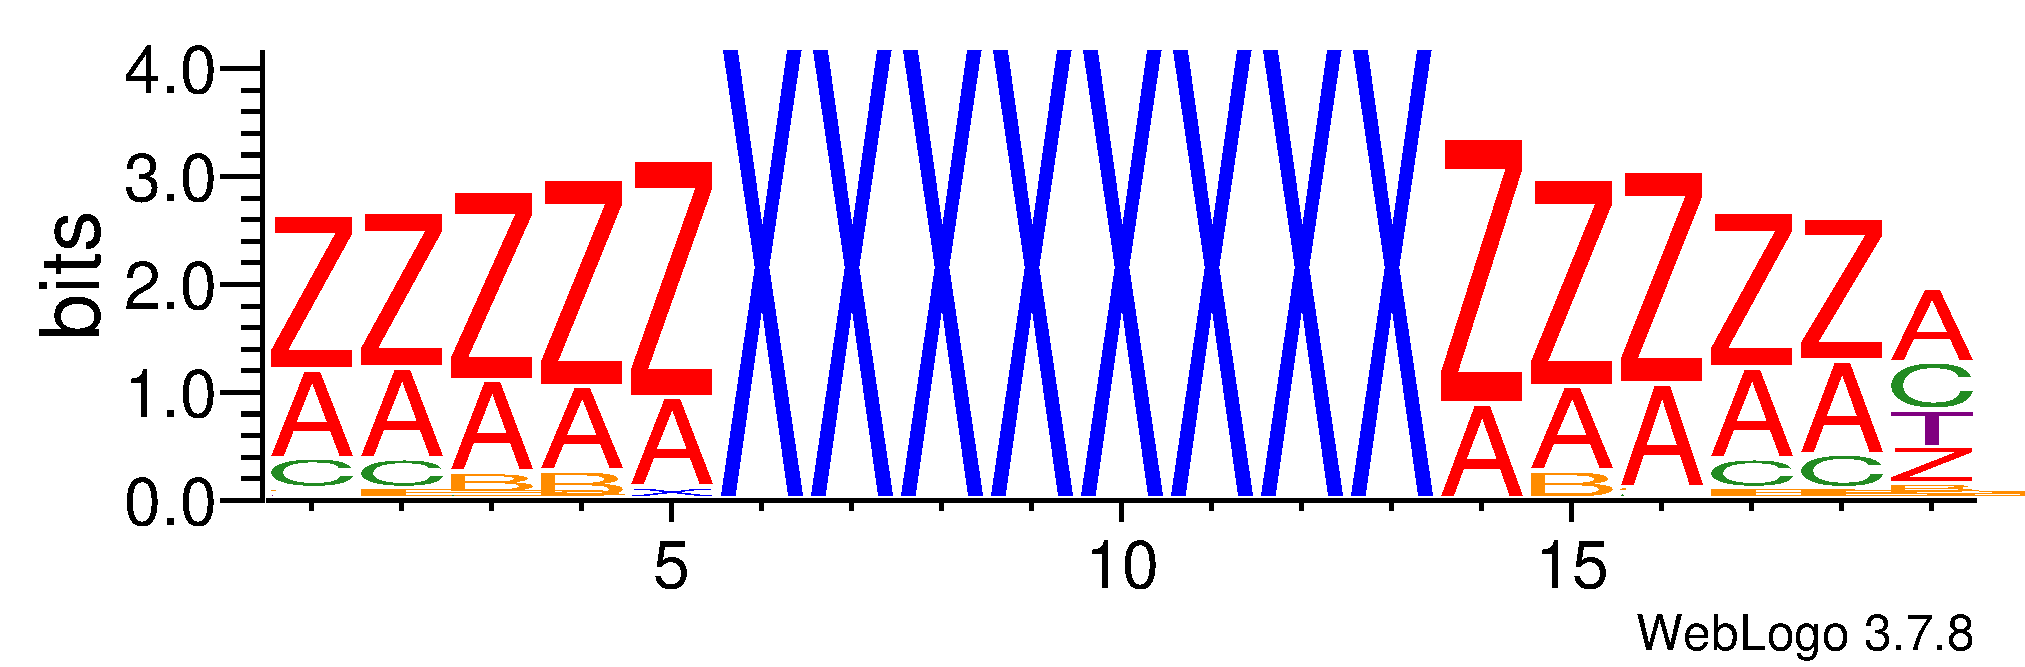 bits
4.0
3.0
2.0
1.0
0.0
Z Z Z Z Z X X X X X X X X Z Z Z Z Z A
A A A A A A A A A A C
C C B B X B C C T
N
5 10 15
WebLogo 3.7.8